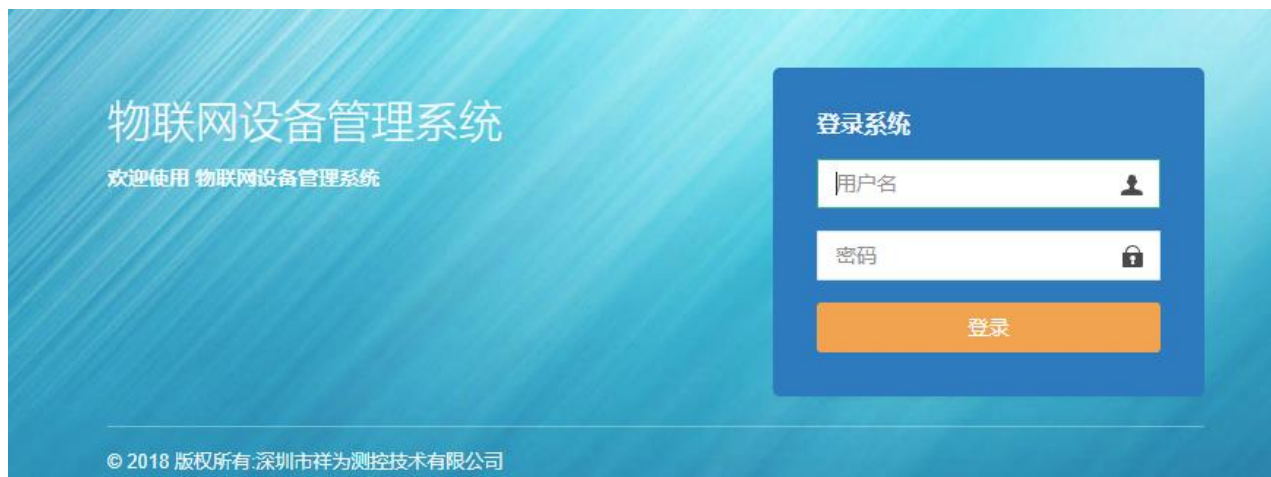 物联网设备管理系统
欢迎使用 物联网设备管理系统
登录系统
用户名
密码
登录
© 2018 版权所有:深圳市祥为测控技术有限公司